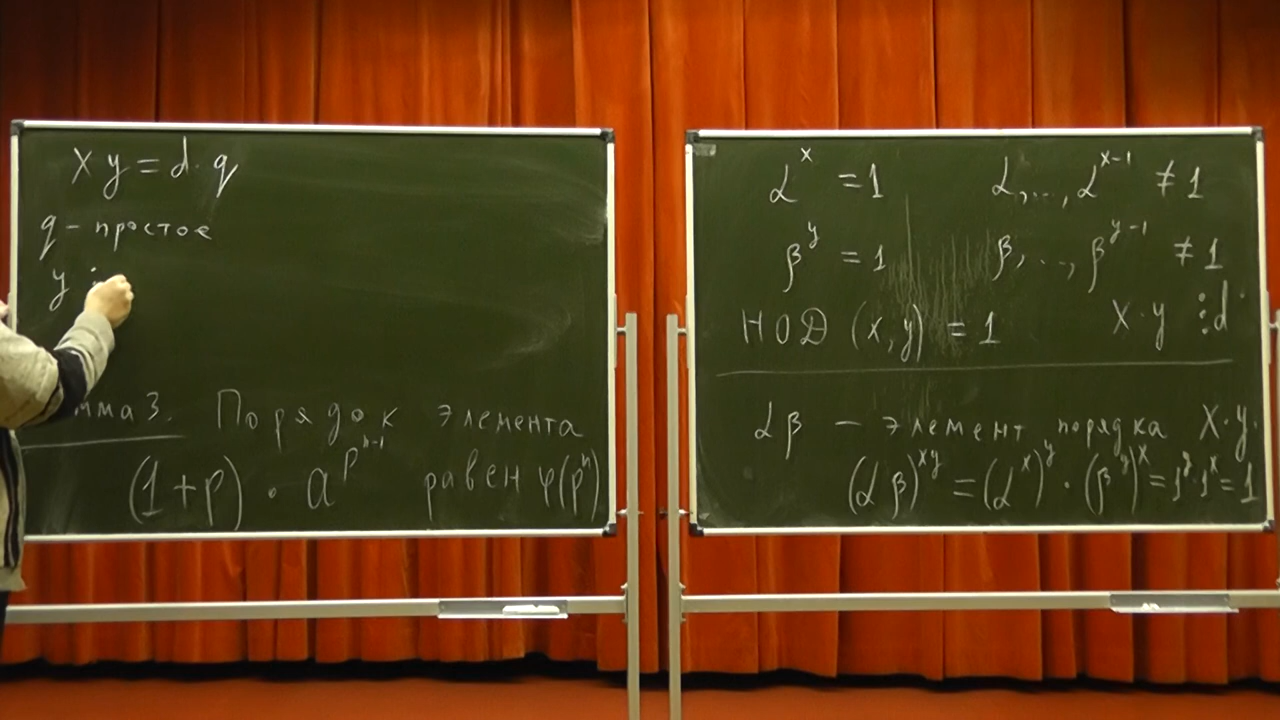 x y = d · q
q - простое
y :
мма 3. Порядок элемента
(1+p) · a^{p^{n-1}} равен φ(p^n)
α^x = 1 α, ..., α^{x-1} ≠ 1
β^y = 1 β, ..., β^{y-1} ≠ 1
НОД (x, y) = 1 x · y ⋮ d
αβ - элемент порядка x · y.
(αβ)^{xy} = (α^x)^y · (β^y)^x = 1^y · 1^x = 1